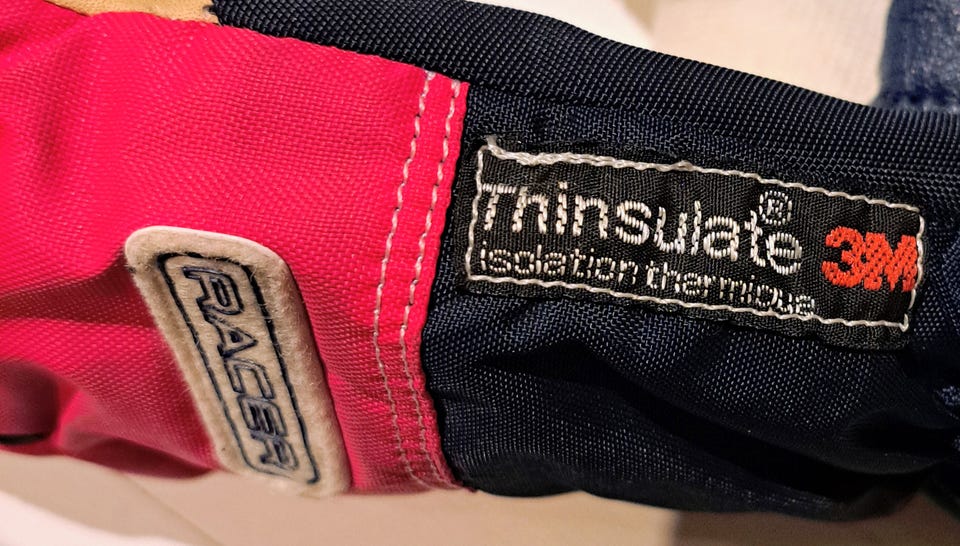 RACER
Thinsulate® 3M
isolation thermique